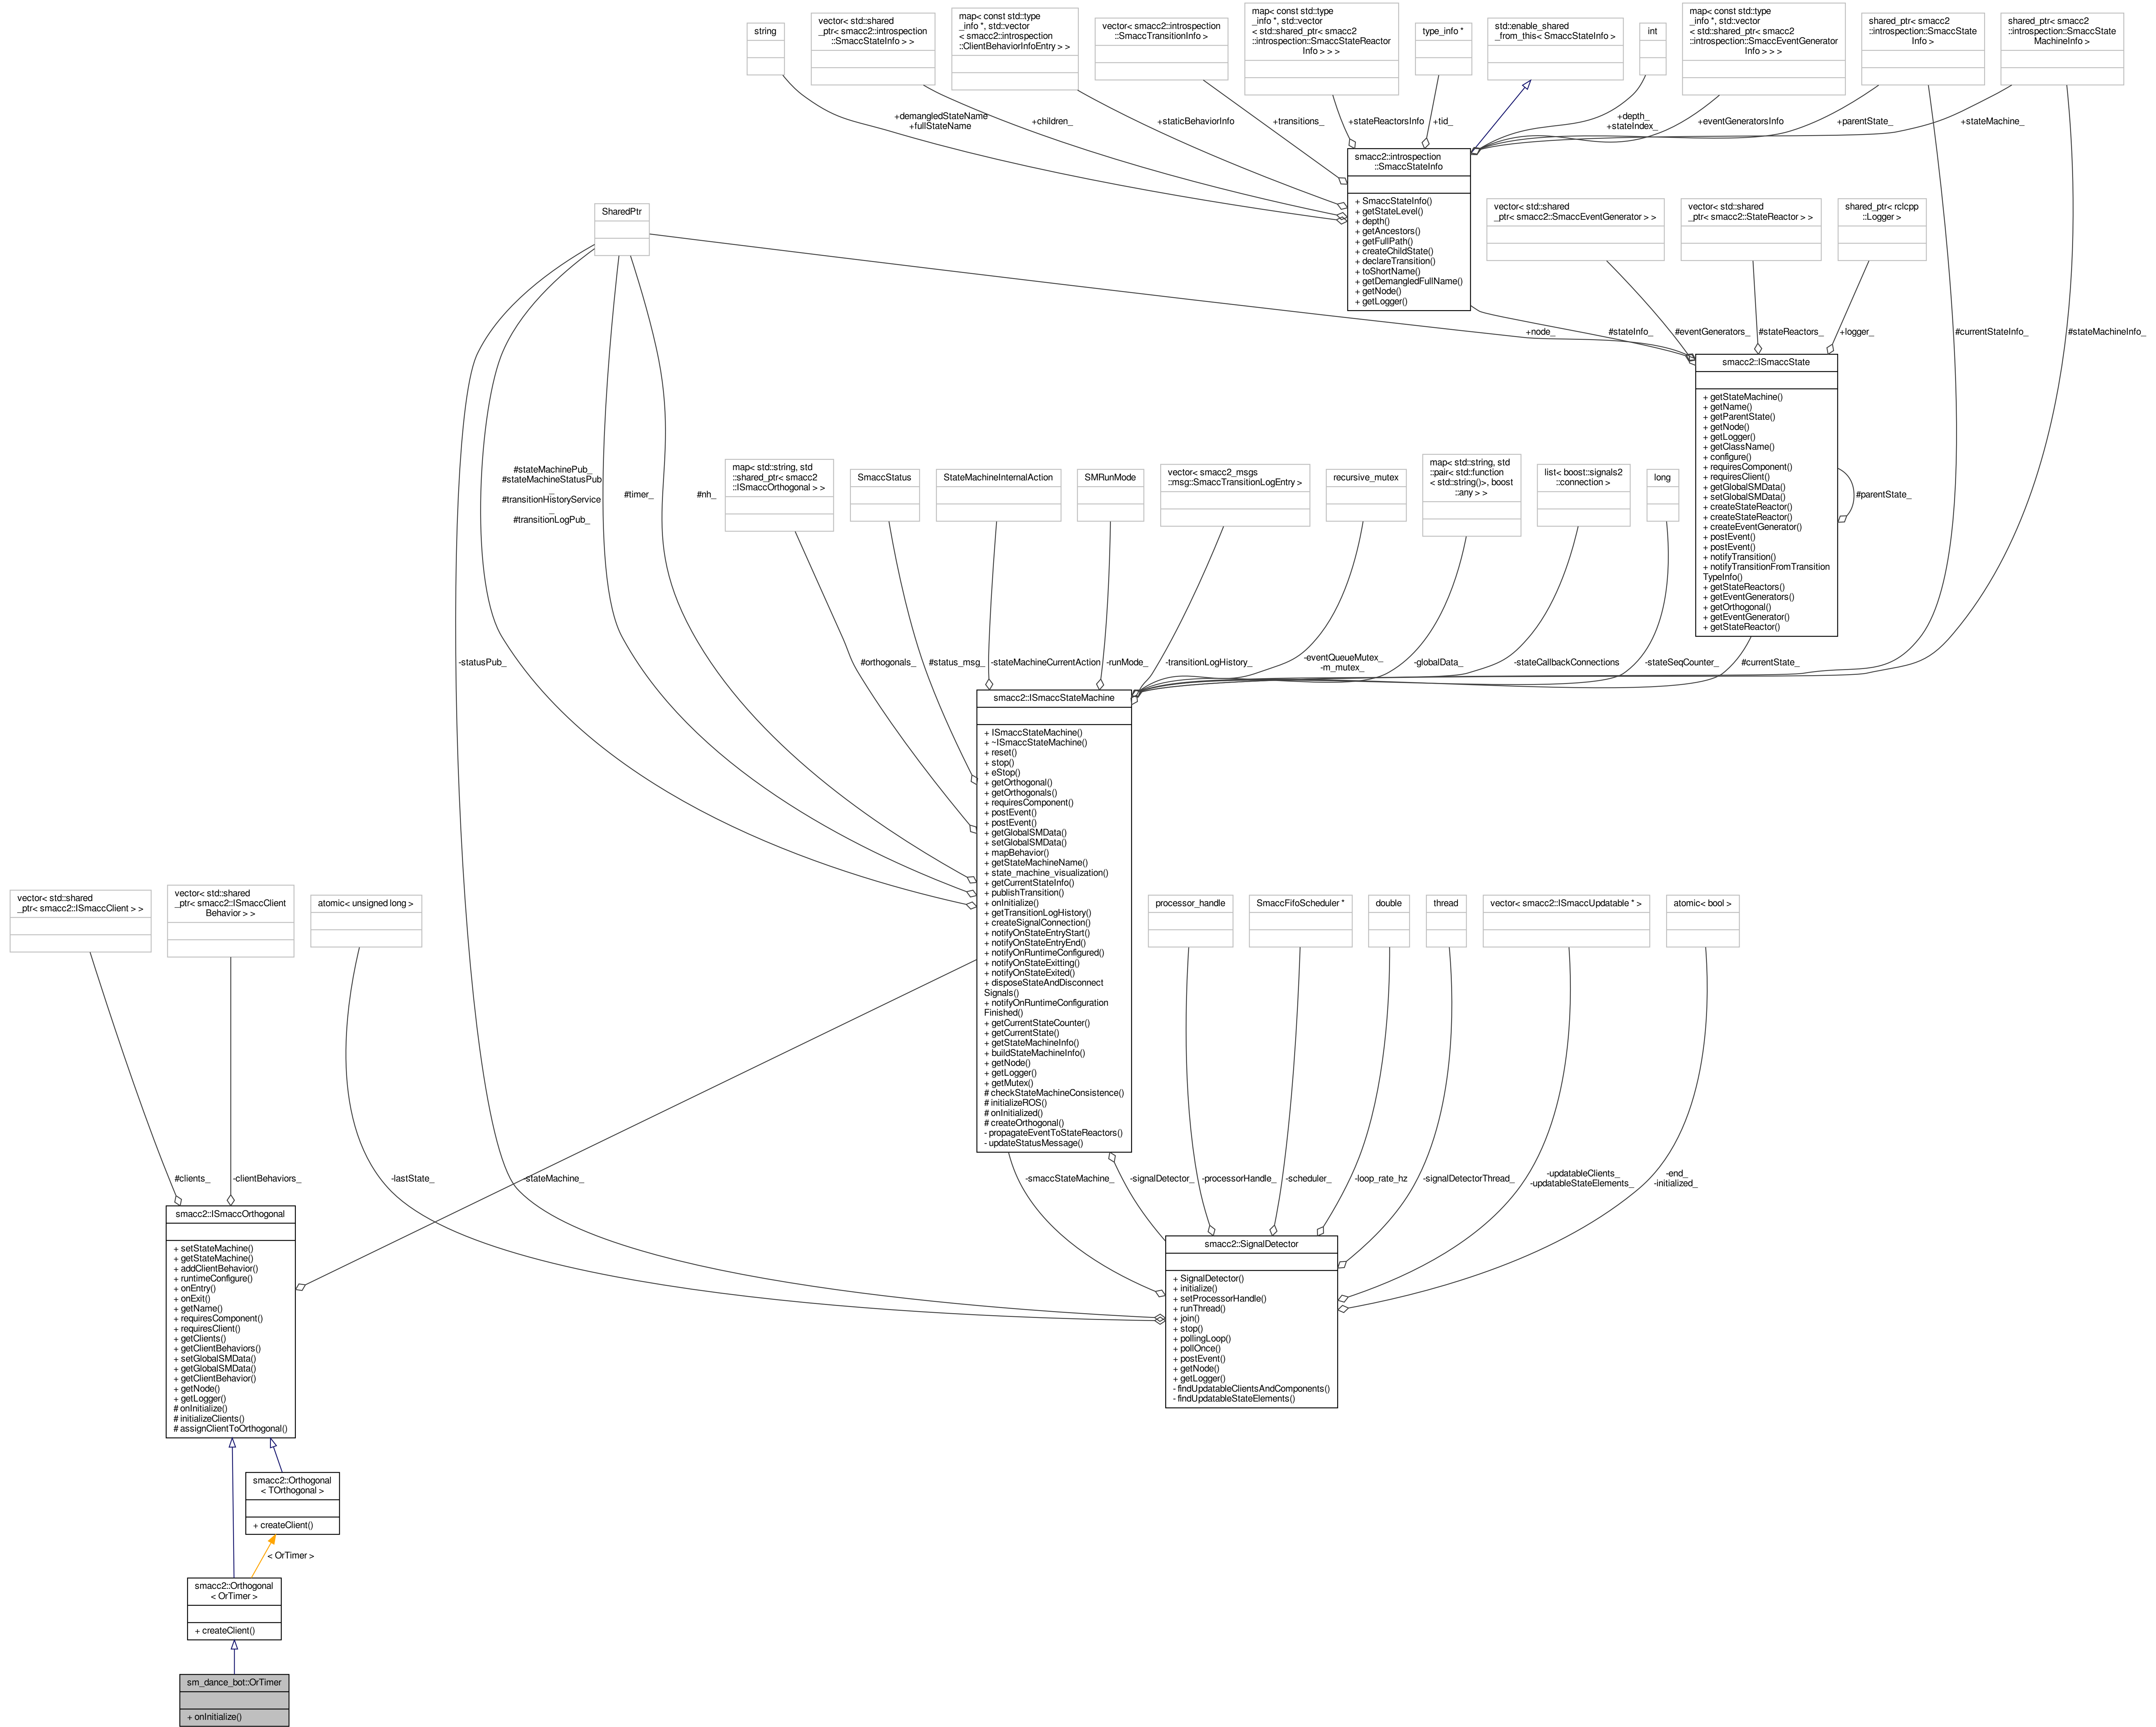 string
vector< std::shared
_ptr< smacc2::introspection
::SmaccStateInfo > >
map< const std::type
_info *, std::vector
< smacc2::introspection
::ClientBehaviorInfoEntry > >
vector< smacc2::introspection
::SmaccTransitionInfo >
map< const std::type
_info *, std::vector
< std::shared_ptr< smacc2
::introspection::SmaccStateReactor
Info > > >
type_info *
std::enable_shared
_from_this< SmaccStateInfo >
int
map< const std::type
_info *, std::vector
< std::shared_ptr< smacc2
::introspection::SmaccEventGenerator
Info > > >
shared_ptr< smacc2
::introspection::SmaccState
Info >
shared_ptr< smacc2
::introspection::SmaccState
MachineInfo >
+demangledStateName
+fullStateName
+children_
+staticBehaviorInfo
+transitions_
+stateReactorsInfo
+tid_
+depth_
+stateIndex_
+eventGeneratorsInfo
+parentState_
+stateMachine_
smacc2::introspection
::SmaccStateInfo
+ SmaccStateInfo()
+ getStateLevel()
+ depth()
+ getAncestors()
+ getFullPath()
+ createChildState()
+ declareTransition()
+ toShortName()
+ getDemangledFullName()
+ getNode()
+ getLogger()
SharedPtr
vector< std::shared
_ptr< smacc2::SmaccEventGenerator > >
vector< std::shared
_ptr< smacc2::StateReactor > >
shared_ptr< rclcpp
::Logger >
+node_
#stateInfo_
#eventGenerators_
#stateReactors_
+logger_
#currentStateInfo_
#stateMachineInfo_
smacc2::ISmaccState
+ getStateMachine()
+ getName()
+ getParentState()
+ getNode()
+ getLogger()
+ getClassName()
+ configure()
+ requiresComponent()
+ requiresClient()
+ getGlobalSMData()
+ setGlobalSMData()
+ createStateReactor()
+ createStateReactor()
+ createEventGenerator()
+ postEvent()
+ postEvent()
+ notifyTransition()
+ notifyTransitionFromTransition
TypeInfo()
+ getStateReactors()
+ getEventGenerators()
+ getOrthogonal()
+ getEventGenerator()
+ getStateReactor()
#parentState_
#stateMachinePub_
#stateMachineStatusPub
_
#transitionHistoryService
_
#transitionLogPub_
#timer_
#nh_
map< std::string, std
::shared_ptr< smacc2
::ISmaccOrthogonal > >
SmaccStatus
StateMachineInternalAction
SMRunMode
vector< smacc2_msgs
::msg::SmaccTransitionLogEntry >
recursive_mutex
map< std::string, std
::pair< std::function
< std::string()>, boost
::any > >
list< boost::signals2
::connection >
long
-statusPub_
#orthogonals_
#status_msg_
-stateMachineCurrentAction
-runMode_
-transitionLogHistory_
-eventQueueMutex_
-m_mutex_
-globalData_
-stateCallbackConnections
-stateSeqCounter_
#currentState_
smacc2::ISmaccStateMachine
+ ISmaccStateMachine()
+ ~ISmaccStateMachine()
+ reset()
+ stop()
+ eStop()
+ getOrthogonal()
+ getOrthogonals()
+ requiresComponent()
+ postEvent()
+ postEvent()
+ getGlobalSMData()
+ setGlobalSMData()
+ mapBehavior()
+ getStateMachineName()
+ state_machine_visualization()
+ getCurrentStateInfo()
+ publishTransition()
+ onInitialize()
+ getTransitionLogHistory()
+ createSignalConnection()
+ notifyOnStateEntryStart()
+ notifyOnStateEntryEnd()
+ notifyOnRuntimeConfigured()
+ notifyOnStateExitting()
+ notifyOnStateExited()
+ disposeStateAndDisconnect
Signals()
+ notifyOnRuntimeConfiguration
Finished()
+ getCurrentStateCounter()
+ getCurrentState()
+ getStateMachineInfo()
+ buildStateMachineInfo()
+ getNode()
+ getLogger()
+ getMutex()
# checkStateMachineConsistence()
# initializeROS()
# onInitialized()
# createOrthogonal()
- propagateEventToStateReactors()
- updateStatusMessage()
vector< std::shared
_ptr< smacc2::ISmaccClient > >
vector< std::shared
_ptr< smacc2::ISmaccClient
Behavior > >
atomic< unsigned long >
processor_handle
SmaccFifoScheduler *
double
thread
vector< smacc2::ISmaccUpdatable * >
atomic< bool >
#clients_
-clientBehaviors_
-lastState_
-stateMachine_
-smaccStateMachine_
-signalDetector_
-processorHandle_
-scheduler_
-loop_rate_hz
-signalDetectorThread_
-updatableClients_
-updatableStateElements_
-end_
-initialized_
smacc2::ISmaccOrthogonal
+ setStateMachine()
+ getStateMachine()
+ addClientBehavior()
+ runtimeConfigure()
+ onEntry()
+ onExit()
+ getName()
+ requiresComponent()
+ requiresClient()
+ getClients()
+ getClientBehaviors()
+ setGlobalSMData()
+ getGlobalSMData()
+ getClientBehavior()
+ getNode()
+ getLogger()
# onInitialize()
# initializeClients()
# assignClientToOrthogonal()
smacc2::SignalDetector
+ SignalDetector()
+ initialize()
+ setProcessorHandle()
+ runThread()
+ join()
+ stop()
+ pollingLoop()
+ pollOnce()
+ postEvent()
+ getNode()
+ getLogger()
- findUpdatableClientsAndComponents()
- findUpdatableStateElements()
smacc2::Orthogonal
< TOrthogonal >
+ createClient()
< OrTimer >
smacc2::Orthogonal
< OrTimer >
+ createClient()
sm_dance_bot::OrTimer
+ onInitialize()